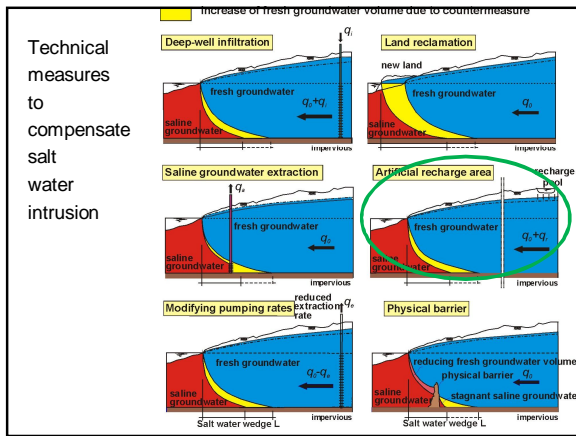 Increase of fresh groundwater volume due to countermeasure
Technical
measures
to
compensate
salt
water
intrusion
Deep-well infiltration
qi
fresh groundwater
q0+qi
saline
groundwater
impervious
Land reclamation
new land
fresh groundwater
q0
saline
groundwater
impervious
Saline groundwater extraction
qe
fresh groundwater
q0
saline
groundwater
impervious
Artificial recharge area
recharge
pool
fresh groundwater
q0+qr
saline
groundwater
impervious
Modifying pumping rates
reduced
extraction
rate
qe
fresh groundwater
q0-qe
saline
groundwater
impervious
Salt water wedge L
Physical barrier
reducing fresh groundwater volume
q0
physical barrier
saline
groundwater
stagnant saline groundwater
impervious
Salt water wedge